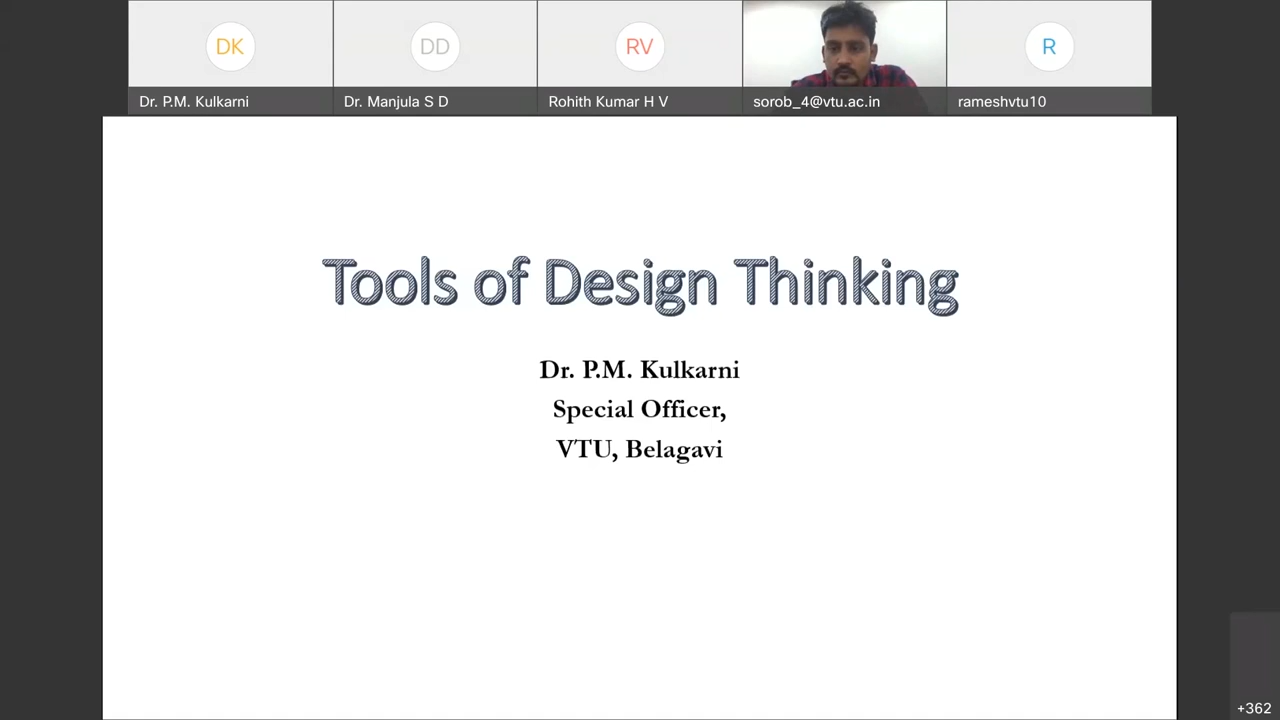 DK
DD
RV
R
Dr. P.M. Kulkarni
Dr. Manjula S D
Rohith Kumar H V
sorob_4@vtu.ac.in
rameshvtu10
Tools of Design Thinking
Dr. P.M. Kulkarni
Special Officer,
VTU, Belagavi
+362